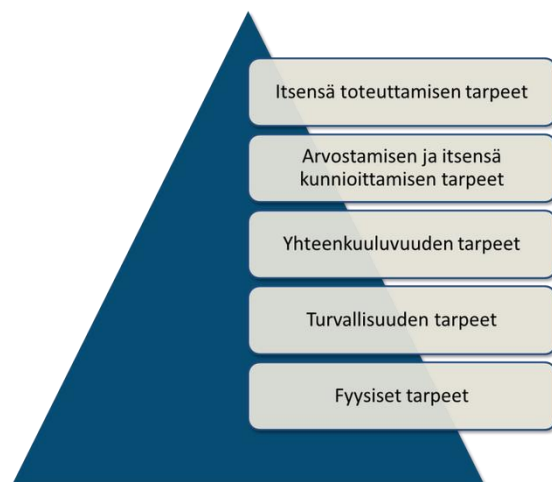 Itsensä toteuttamisen tarpeet
Arvostamisen ja itsensä
kunnioittamisen tarpeet
Yhteenkuuluvuuden tarpeet
Turvallisuuden tarpeet
Fyysiset tarpeet